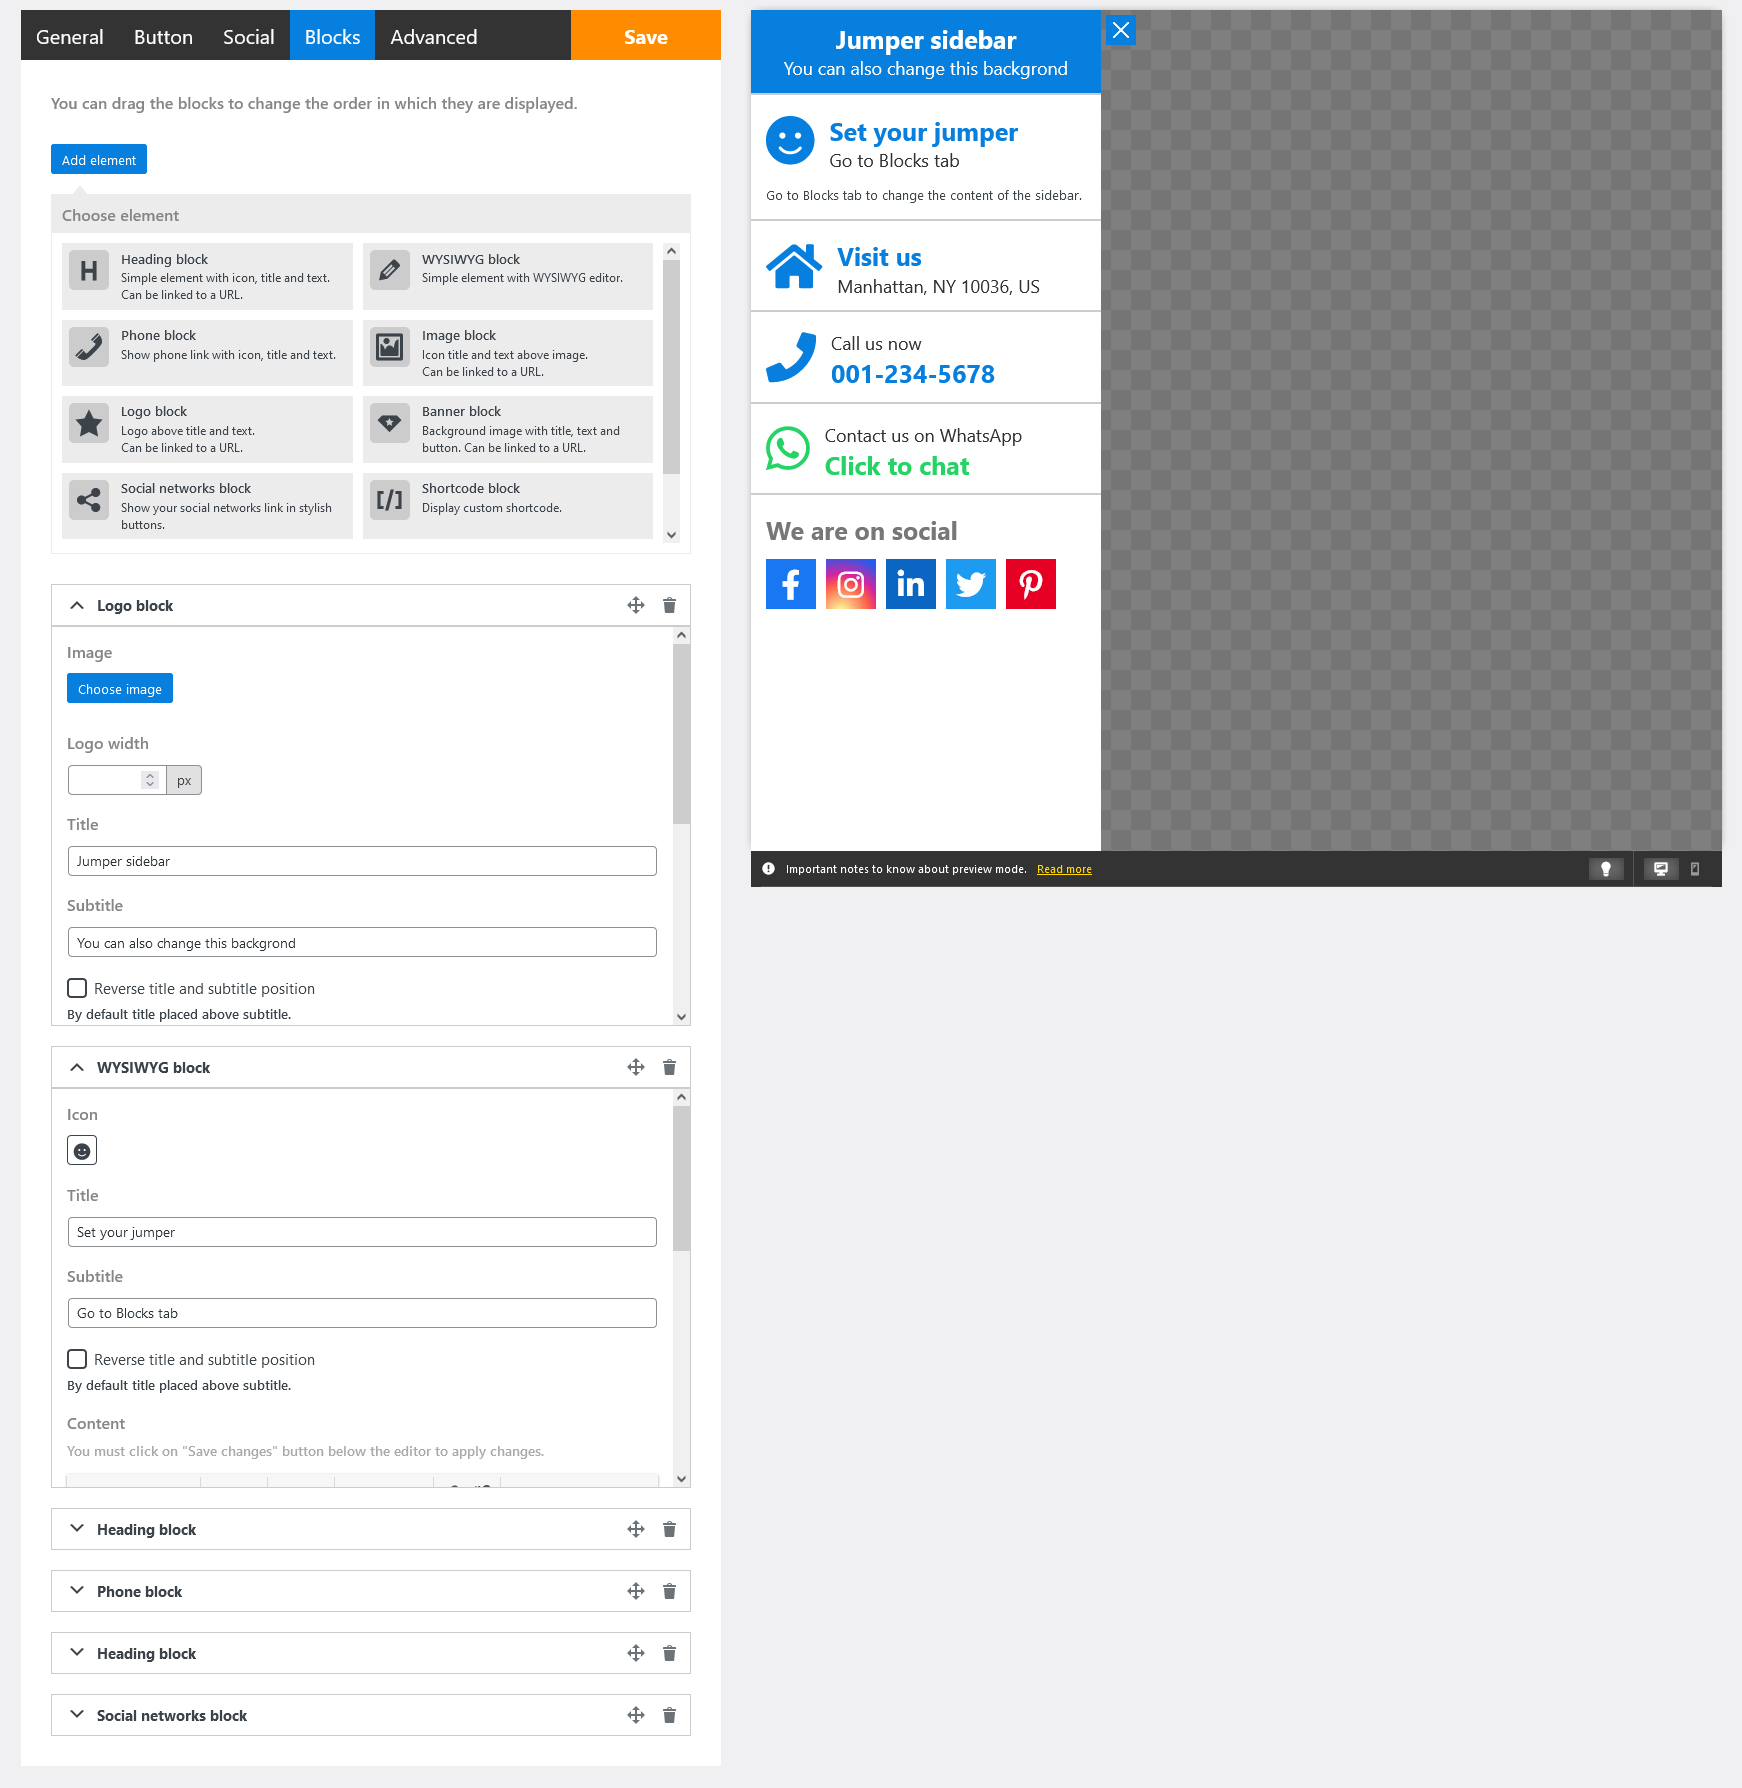 General Button Social Blocks Advanced Save
You can drag the blocks to change the order in which they are displayed.
Add element
Choose element
H
Heading block
Simple element with icon, title and text.
Can be linked to a URL.
WYSIWYG block
Simple element with WYSIWYG editor.
Phone block
Show phone link with icon, title and text.
Image block
Icon title and text above image.
Can be linked to a URL.
Logo block
Logo above title and text.
Can be linked to a URL.
Banner block
Background image with title, text and
button. Can be linked to a URL.
Social networks block
Show your social networks link in stylish
buttons.
[/]
Shortcode block
Display custom shortcode.
Logo block
Image
Choose image
Logo width
px
Title
Jumper sidebar
Subtitle
You can also change this backgrond
Reverse title and subtitle position
By default title placed above subtitle.
WYSIWYG block
Icon
Title
Set your jumper
Subtitle
Go to Blocks tab
Reverse title and subtitle position
By default title placed above subtitle.
Content
You must click on "Save changes" button below the editor to apply changes.
Heading block
Phone block
Heading block
Social networks block
Jumper sidebar
You can also change this backgrond
Set your jumper
Go to Blocks tab
Go to Blocks tab to change the content of the sidebar.
Visit us
Manhattan, NY 10036, US
Call us now
001-234-5678
Contact us on WhatsApp
Click to chat
We are on social
Important notes to know about preview mode. Read more